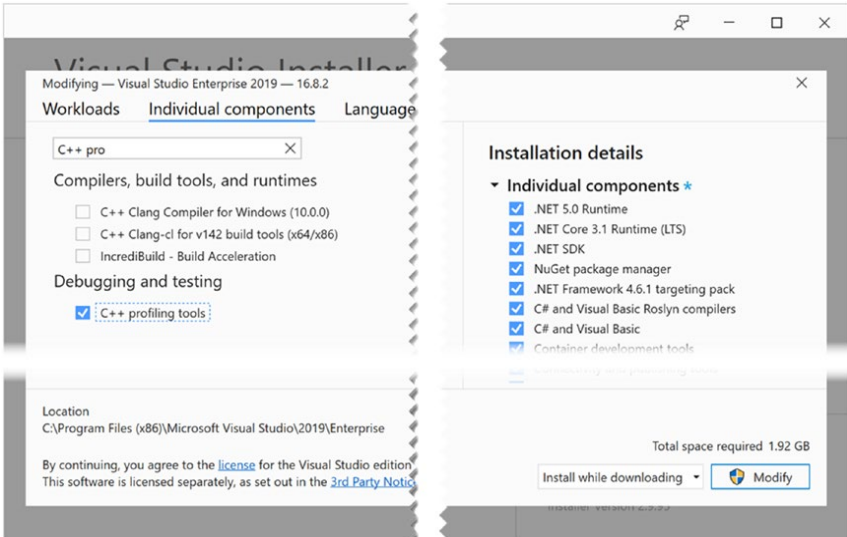 Visual Studio Installer
Modifying — Visual Studio Enterprise 2019 — 16.8.2
Workloads Individual components Language
C++ pro
Compilers, build tools, and runtimes
C++ Clang Compiler for Windows (10.0.0)
C++ Clang-cl for v142 build tools (x64/x86)
IncrediBuild - Build Acceleration
Debugging and testing
C++ profiling tools
Location
C:\Program Files (x86)\Microsoft Visual Studio\2019\Enterprise
By continuing, you agree to the license for the Visual Studio edition
This software is licensed separately, as set out in the 3rd Party Notic
Installation details
Individual components *
.NET 5.0 Runtime
.NET Core 3.1 Runtime (LTS)
.NET SDK
NuGet package manager
.NET Framework 4.6.1 targeting pack
C# and Visual Basic Roslyn compilers
C# and Visual Basic
Container development tools
Total space required 1.92 GB
Install while downloading
Modify